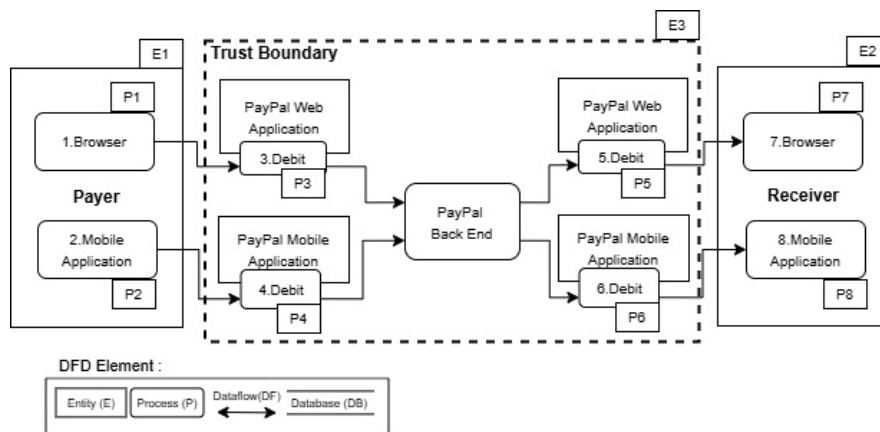 E3
E1
Trust Boundary
E2
P1
PayPal Web
Application
PayPal Web
Application
P7
1.Browser
3.Debit
5.Debit
7.Browser
P3
P5
Payer
PayPal
Back End
Receiver
2.Mobile
Application
PayPal Mobile
Application
PayPal Mobile
Application
8.Mobile
Application
4.Debit
6.Debit
P2
P4
P6
P8
DFD Element :
Entity (E)
Process (P)
Dataflow(DF)
Database (DB)